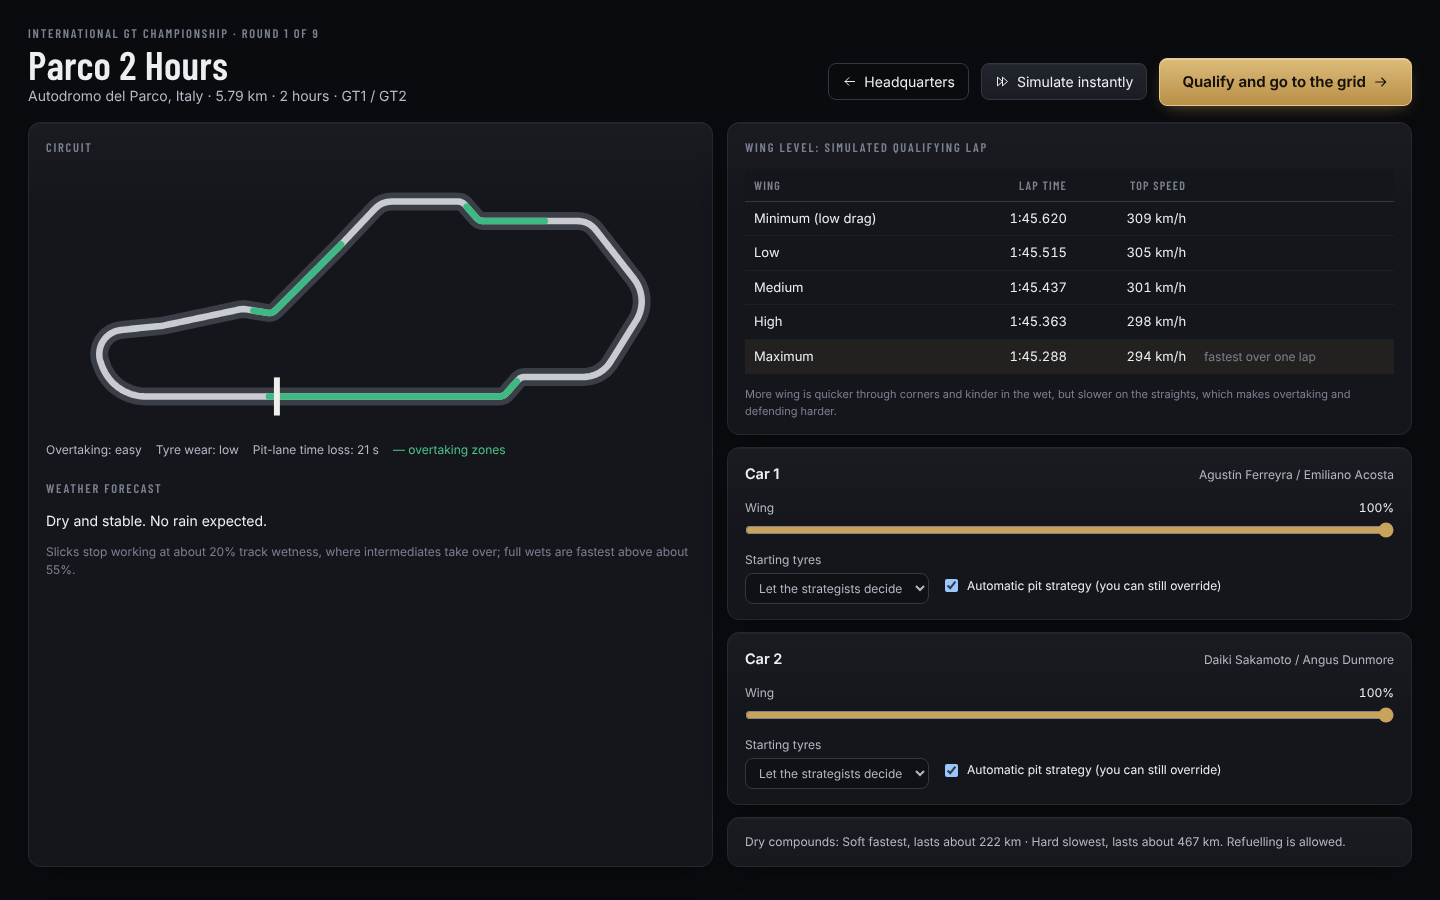 INTERNATIONAL GT CHAMPIONSHIP · ROUND 1 OF 9
Parco 2 Hours
Autodromo del Parco, Italy · 5.79 km · 2 hours · GT1 / GT2
← Headquarters
Simulate instantly
Qualify and go to the grid →
CIRCUIT
Overtaking: easy Tyre wear: low Pit-lane time loss: 21 s — overtaking zones
WEATHER FORECAST
Dry and stable. No rain expected.
Slicks stop working at about 20% track wetness, where intermediates take over; full wets are fastest above about
55%.
WING LEVEL: SIMULATED QUALIFYING LAP
WING LAP TIME TOP SPEED
Minimum (low drag) 1:45.620 309 km/h
Low 1:45.515 305 km/h
Medium 1:45.437 301 km/h
High 1:45.363 298 km/h
Maximum 1:45.288 294 km/h fastest over one lap
More wing is quicker through corners and kinder in the wet, but slower on the straights, which makes overtaking and
defending harder.
Car 1 Agustín Ferreyra / Emiliano Acosta
Wing 100%
Starting tyres
Let the strategists decide Automatic pit strategy (you can still override)
Car 2 Daiki Sakamoto / Angus Dunmore
Wing 100%
Starting tyres
Let the strategists decide Automatic pit strategy (you can still override)
Dry compounds: Soft fastest, lasts about 222 km · Hard slowest, lasts about 467 km. Refuelling is allowed.